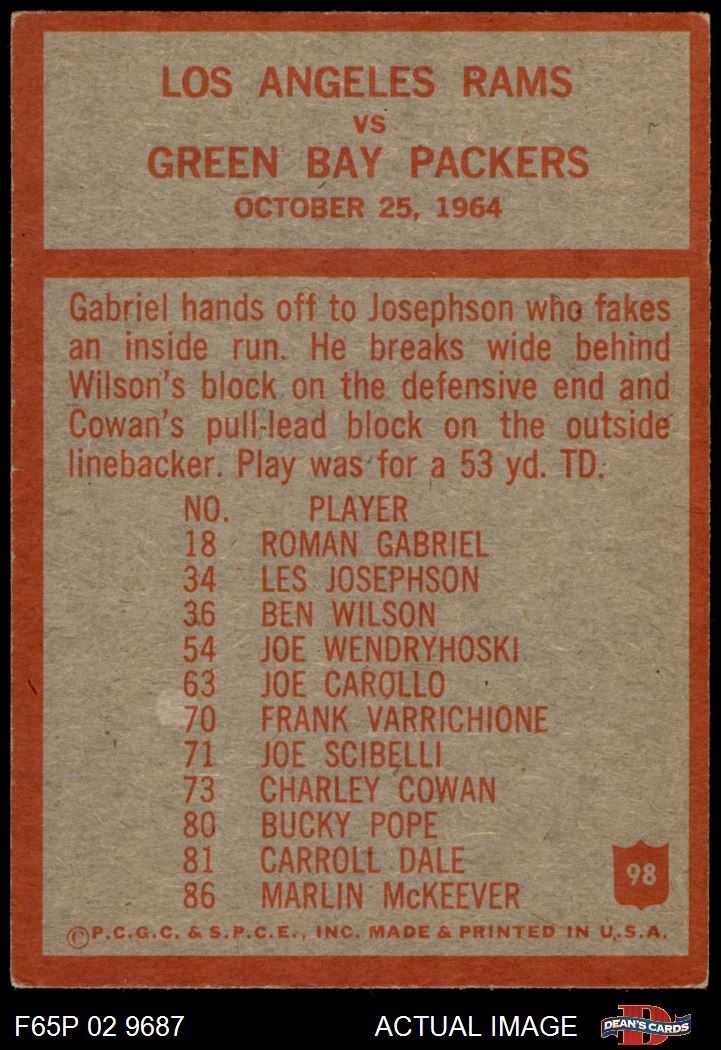 LOS ANGELES RAMS
VS
GREEN BAY PACKERS
OCTOBER 25, 1964
Gabriel hands off to Josephson who fakes
an inside run. He breaks wide behind
Wilson's block on the defensive end and
Cowan's pull-lead block on the outside
linebacker. Play was for a 53 yd. TD.
NO. PLAYER
18 ROMAN GABRIEL
34 LES JOSEPHSON
36 BEN WILSON
54 JOE WENDRYHOSKI
63 JOE CAROLLO
70 FRANK VARRICHIONE
71 JOE SCIBELLI
73 CHARLEY COWAN
80 BUCKY POPE
81 CARROLL DALE
86 MARLIN McKEEVER
98
©P.C.G.C. & S.P.C.E., INC. MADE & PRINTED IN U.S.A.
F65P 02 9687 ACTUAL IMAGE D DEAN'S CARDS